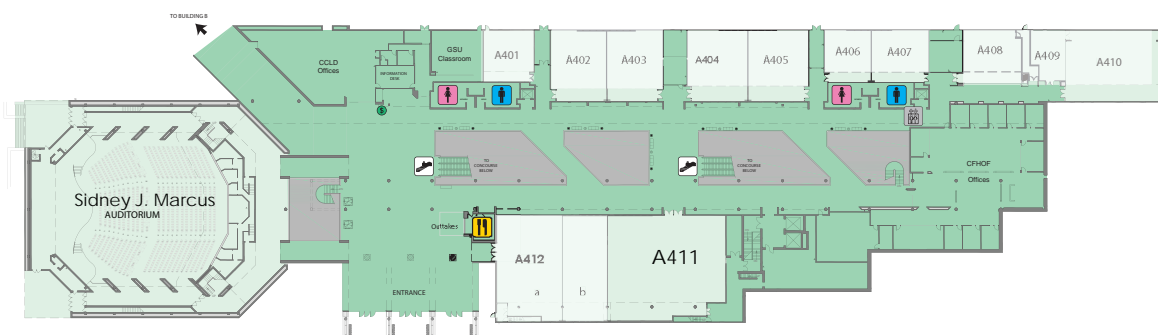 TO BUILDING B
CCLD
Offices
INFORMATION
DESK
GSU
Classroom
A401
A402
A403
A404
A405
A406
A407
A408
A409
A410
$
TO
CONCOURSE
BELOW
TO
CONCOURSE
BELOW
CFHOF
Offices
Sidney J. Marcus
AUDITORIUM
Outtakes
A412
a
b
A411
ENTRANCE